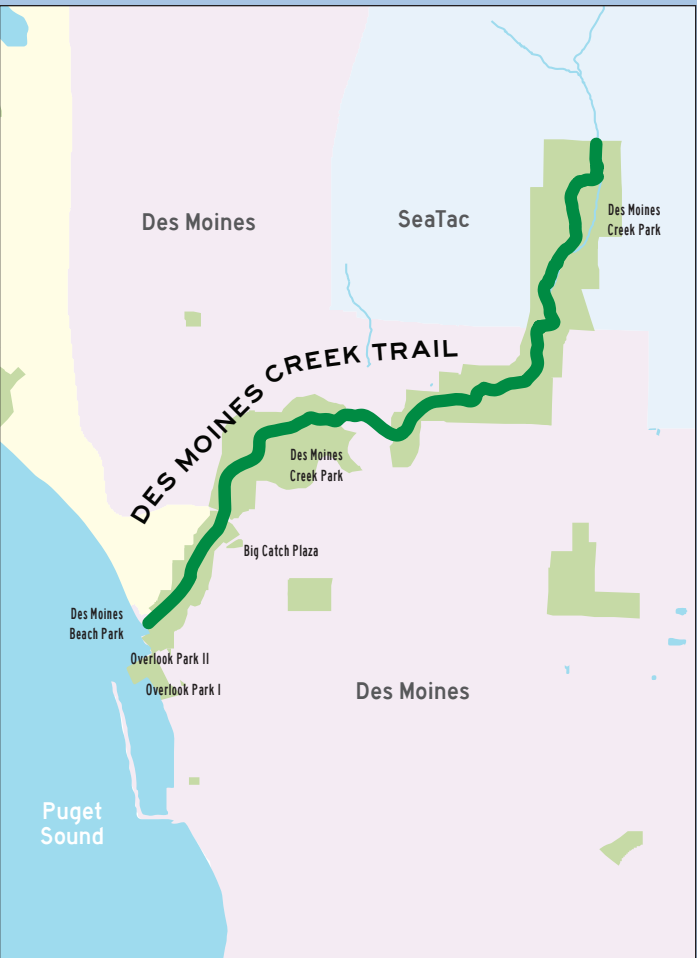 Des Moines
SeaTac
Des Moines
Creek Park
DES MOINES CREEK TRAIL
Des Moines
Creek Park
Big Catch Plaza
Des Moines
Beach Park
Overlook Park II
Overlook Park I
Des Moines
Puget
Sound